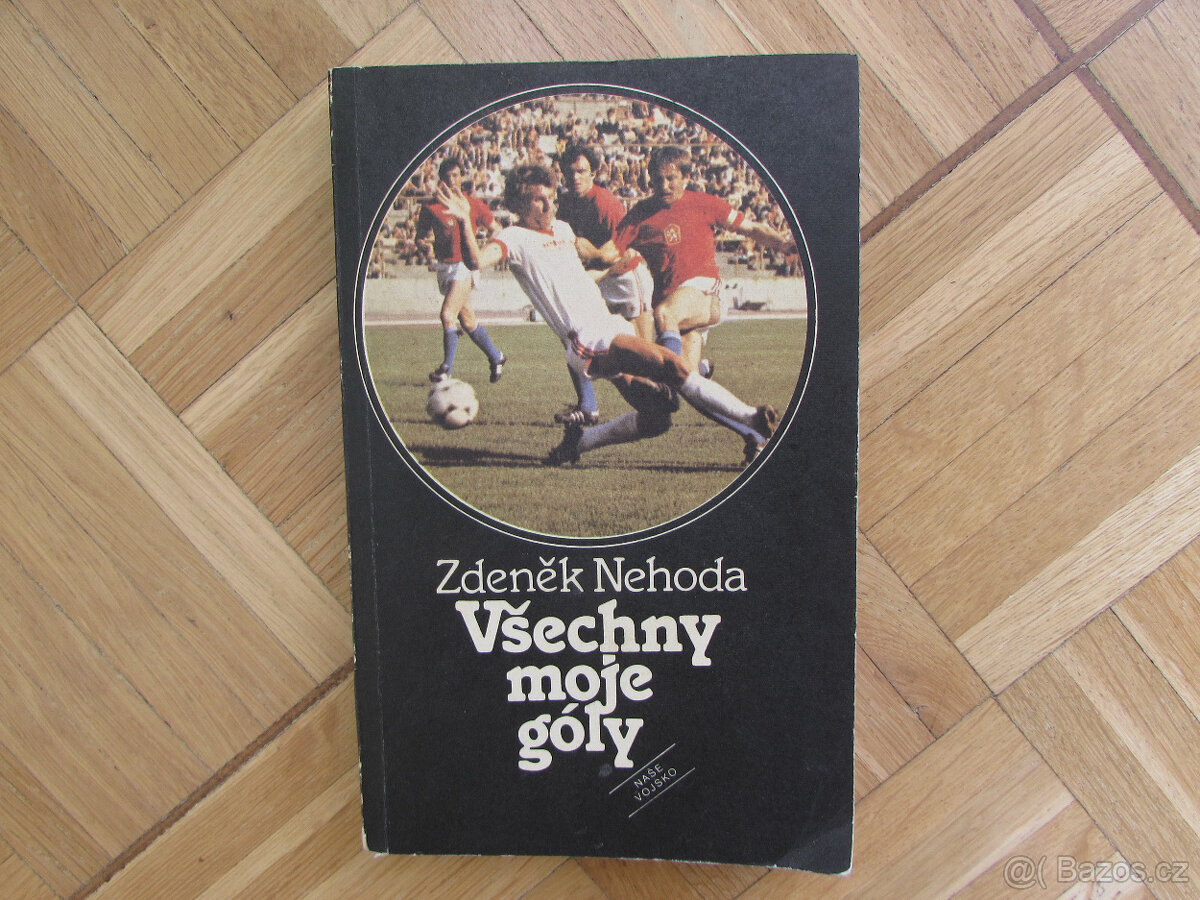 Zdeněk Nehoda
Všechny
moje
góly
NAŠE
VOJSKO
@( Bazos.cz